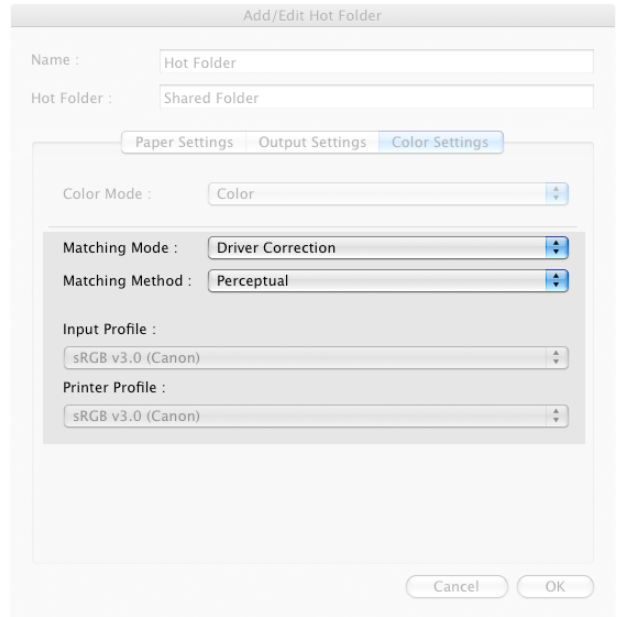 Add/Edit Hot Folder
Name : Hot Folder
Hot Folder : Shared Folder
Paper Settings Output Settings Color Settings
Color Mode : Color
Matching Mode : Driver Correction
Matching Method : Perceptual
Input Profile :
sRGB v3.0 (Canon)
Printer Profile :
sRGB v3.0 (Canon)
Cancel OK